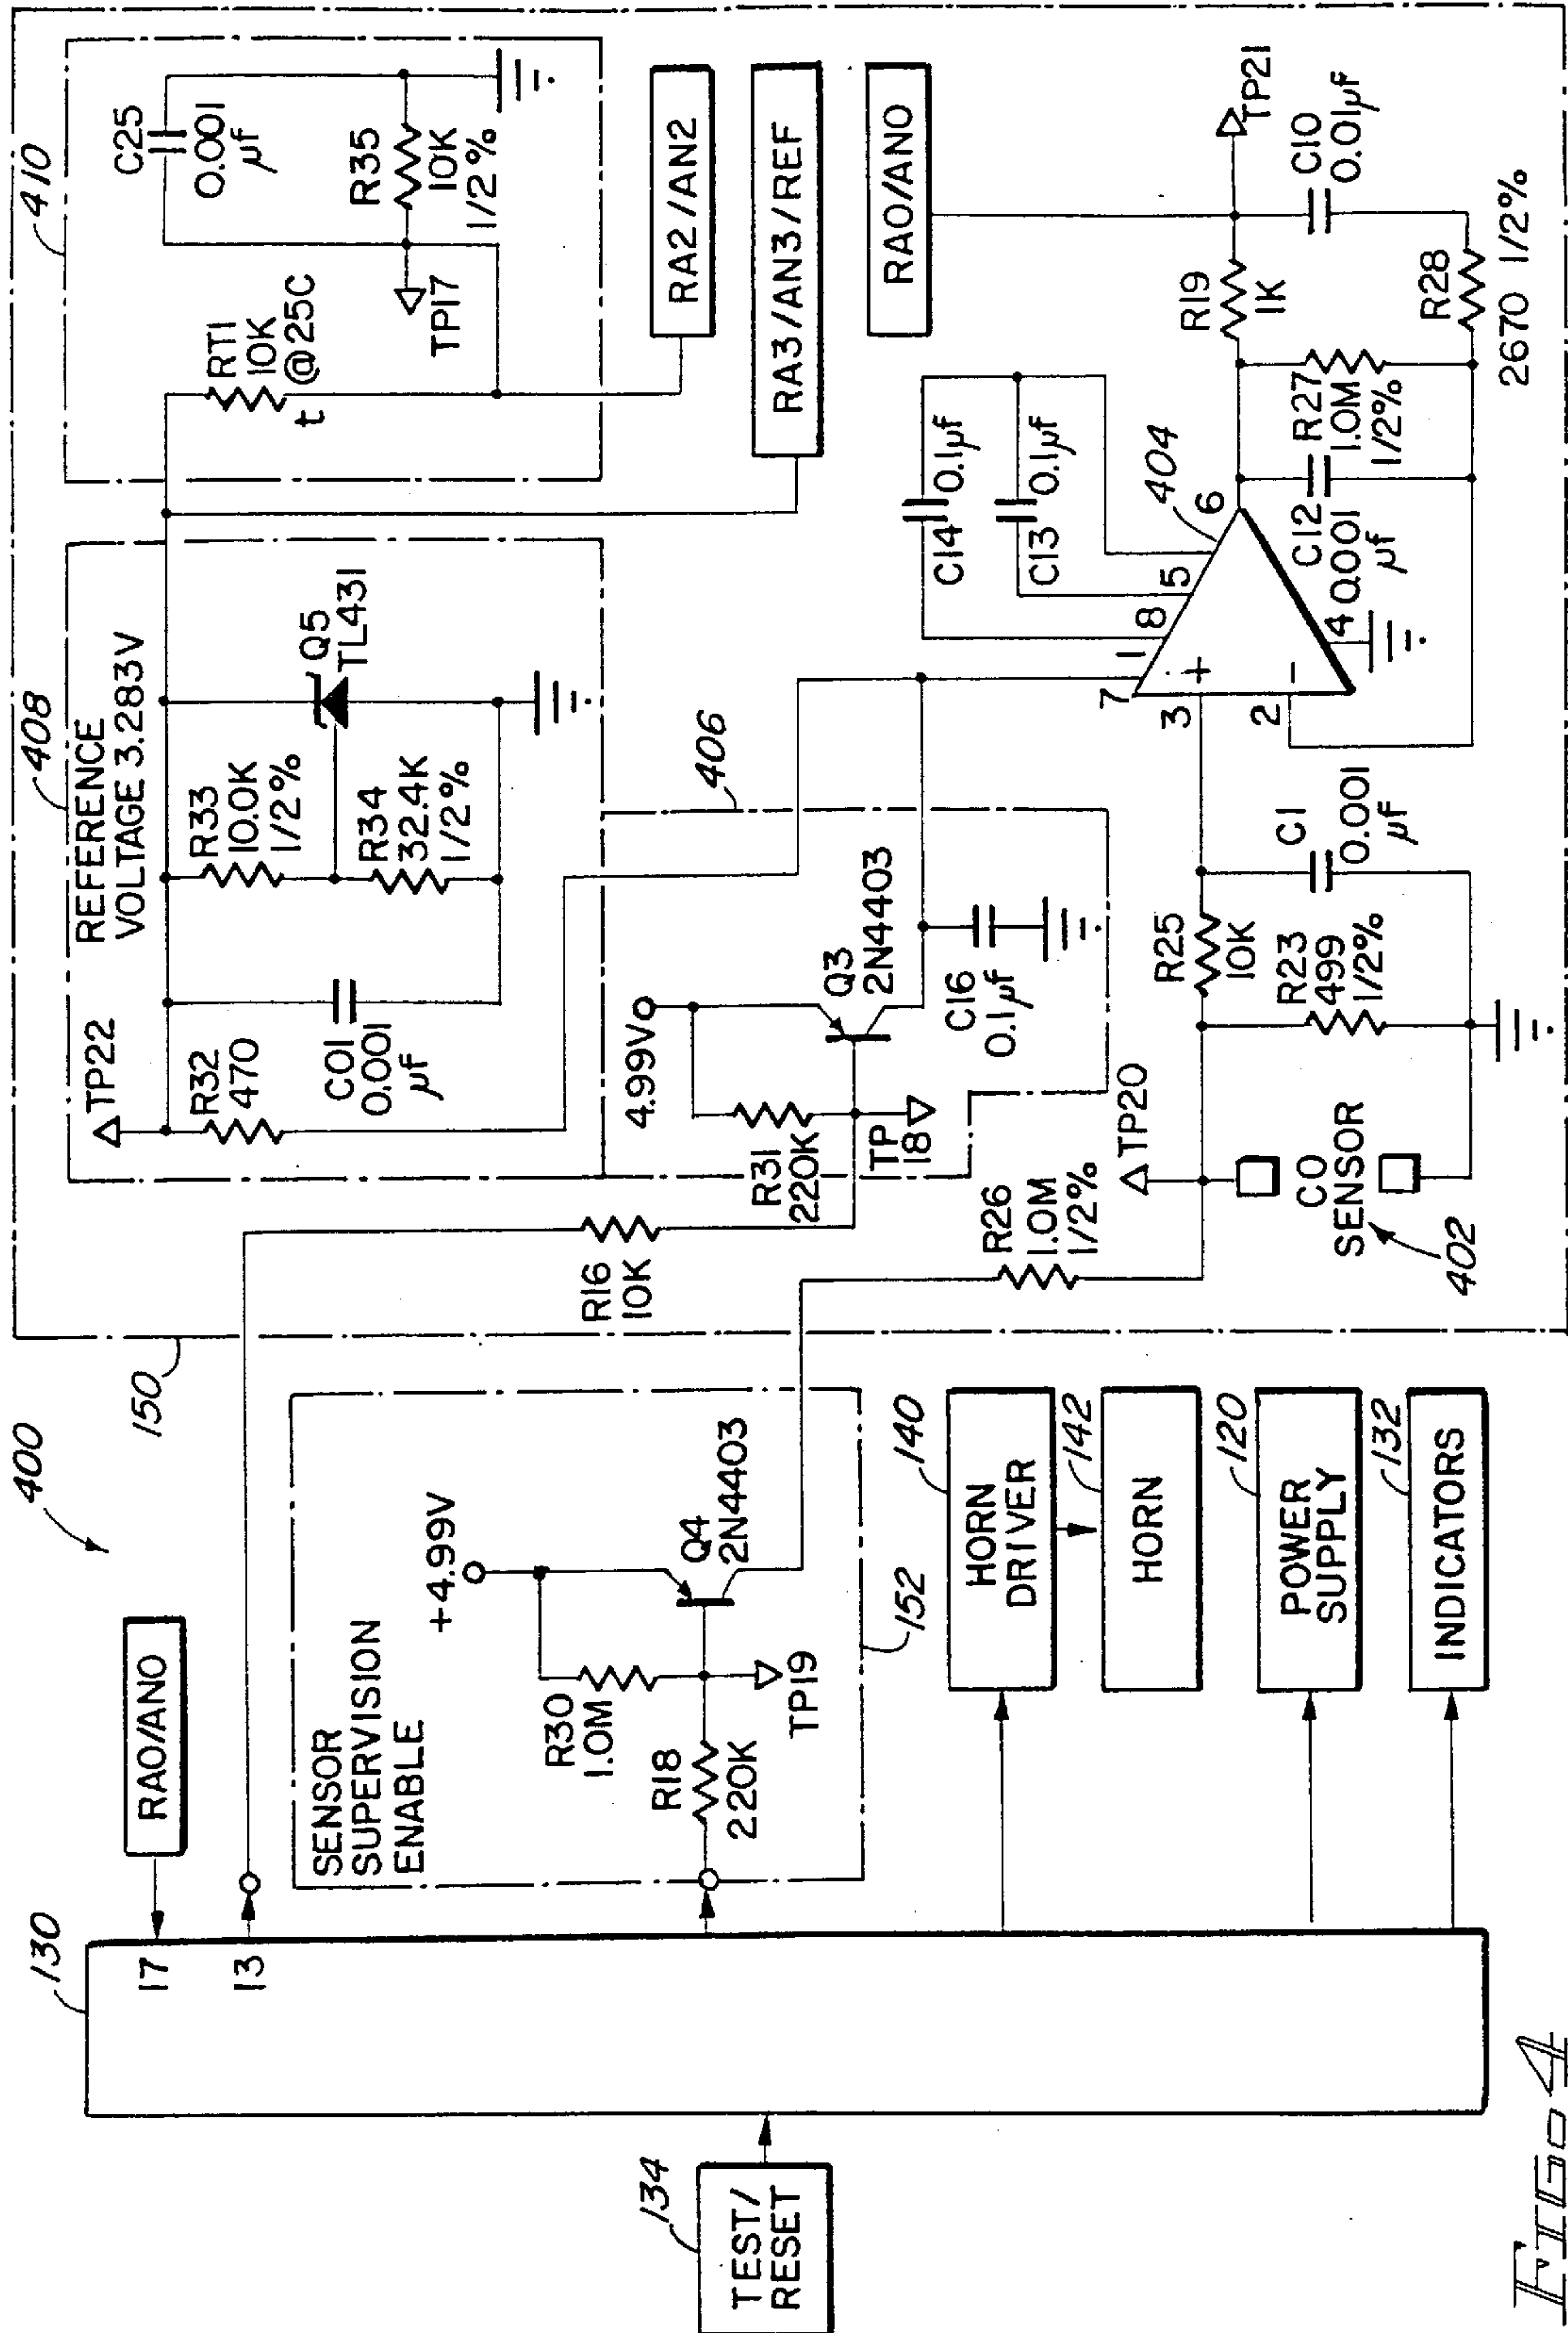 400
130
17
13
RA0/AN0
150
408
REFERENCE
VOLTAGE 3.283V
TP22
R32
470
C01
0.001
µf
R33
10.0K
1/2%
R34
32.4K
1/2%
Q5
TL431
410
RT1
10K
@25C
t
C25
0.001
µf
R35
10K
1/2%
TP17
RA2/AN2
RA3/AN3/REF
RA0/AN0
406
4.99V
R31
220K
TP
18
Q3
2N4403
C16
0.1µf
R16
10K
SENSOR
SUPERVISION
ENABLE
+4.99V
R30
1.0M
R18
220K
TP19
Q4
2N4403
152
R26
1.0M
1/2%
TP20
CO
SENSOR
402
R25
10K
R23
499
1/2%
C1
0.001
µf
7
1
8
5
6
3
+
2
−
4
404
C14
0.1µf
C13
0.1µf
C12
0.001
µf
R27
1.0M
1/2%
R19
1K
TP21
C10
0.01µf
R28
2670 1/2%
HORN
DRIVER
140
HORN
142
POWER
SUPPLY
120
INDICATORS
132
134
TEST/
RESET
FIG. 4